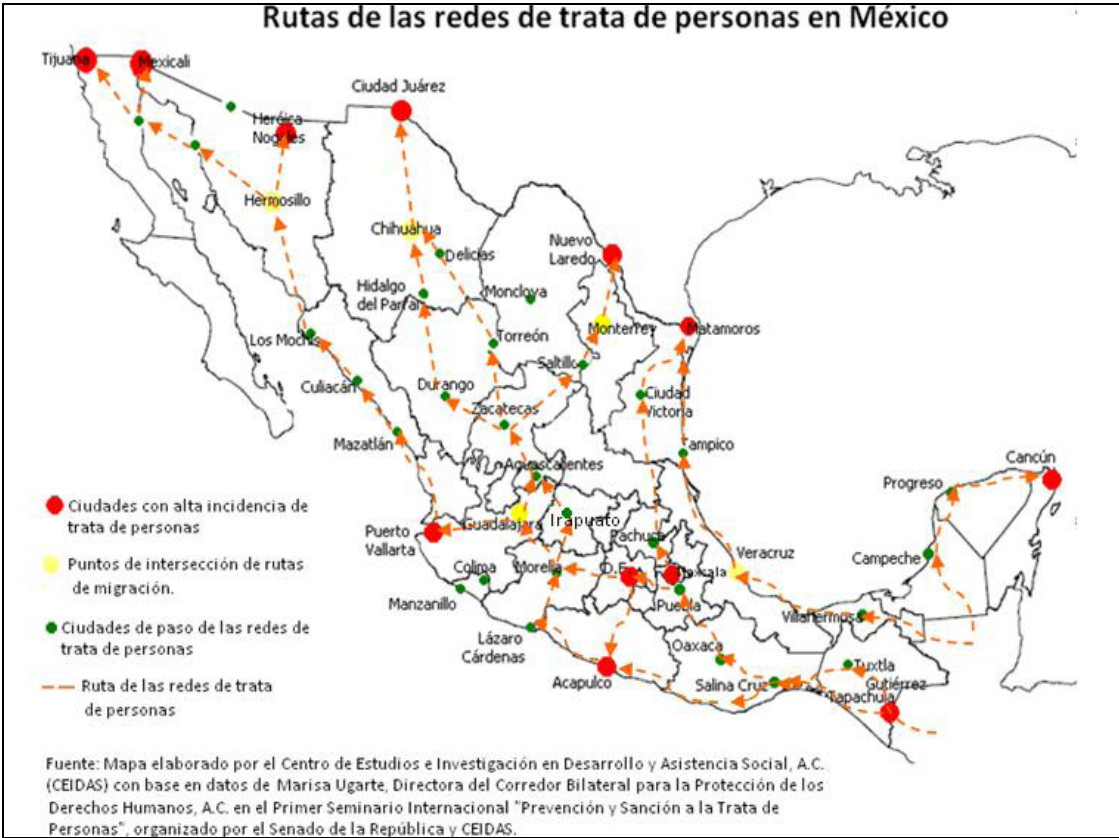 Rutas de las redes de trata de personas en México
Tijuana
Mexicali
Ciudad Juárez
Heróica
Nogales
Hermosillo
Chihuahua
Delicias
Nuevo
Laredo
Hidalgo
del Parral
Monclova
Monterrey
Matamoros
Los Mochis
Torreón
Saltillo
Culiacán
Durango
Ciudad
Victoria
Zacatecas
Mazatlán
Tampico
Cancún
Aguascalientes
Progreso
Ciudades con alta incidencia de
trata de personas
Puerto
Vallarta
Guadalajara
Irapuato
Pachuca
Veracruz
Campeche
Puntos de intersección de rutas
de migración.
Colima
Morelia
D.F.
Tlaxcala
Manzanillo
Puebla
Villahermosa
Ciudades de paso de las redes de
trata de personas
Lázaro
Cárdenas
Oaxaca
Tuxtla
Gutiérrez
Acapulco
Salina Cruz
Tapachula
Ruta de las redes de trata
de personas
Fuente: Mapa elaborado por el Centro de Estudios e Investigación en Desarrollo y Asistencia Social, A.C.
(CEIDAS) con base en datos de Marisa Ugarte, Directora del Corredor Bilateral para la Protección de los
Derechos Humanos, A.C. en el Primer Seminario Internacional "Prevención y Sanción a la Trata de
Personas", organizado por el Senado de la República y CEIDAS.